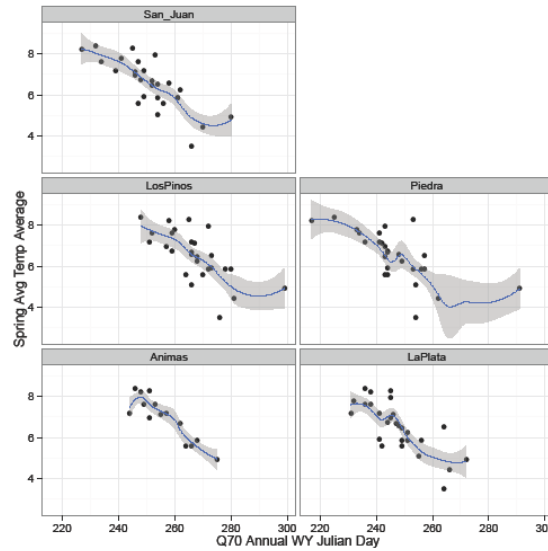 San_Juan
8
6
4
LosPinos
Piedra
8
6
4
Animas
LaPlata
8
6
4
220 240 260 280 300 220 240 260 280 300
Q70 Annual WY Julian Day
Spring Avg Temp Average